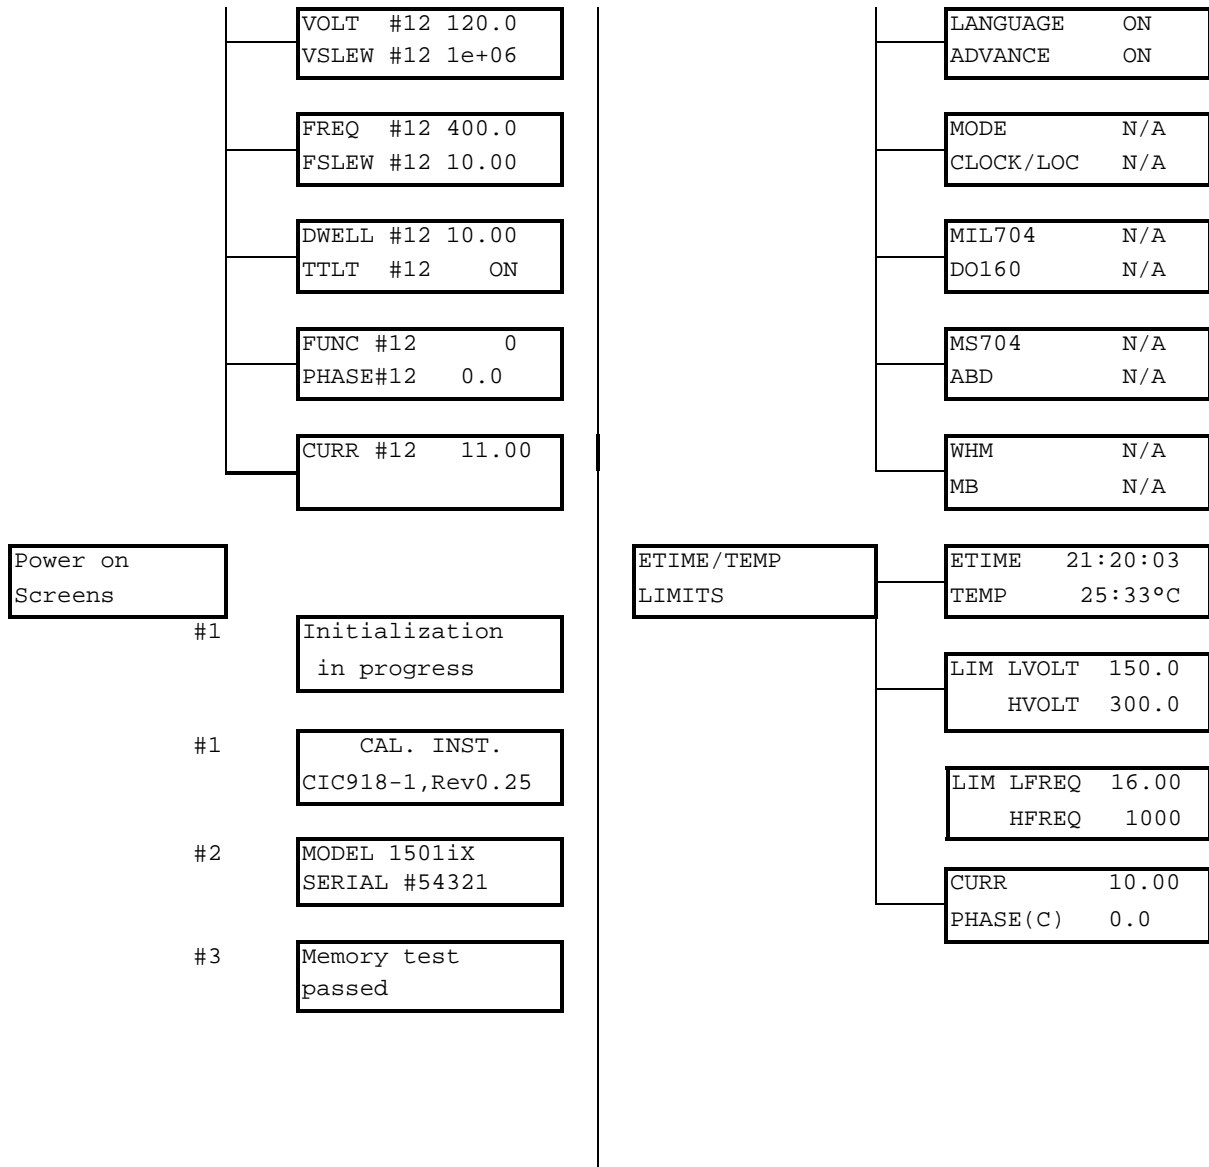 VOLT #12 120.0
VSLEW #12 1e+06
FREQ #12 400.0
FSLEW #12 10.00
DWELL #12 10.00
TTLT #12 ON
FUNC #12 0
PHASE#12 0.0
CURR #12 11.00
Power on
Screens
#1
Initialization
in progress
#1
CAL. INST.
CIC918-1,Rev0.25
#2
MODEL 1501iX
SERIAL #54321
#3
Memory test
passed
LANGUAGE ON
ADVANCE ON
MODE N/A
CLOCK/LOC N/A
MIL704 N/A
DO160 N/A
MS704 N/A
ABD N/A
WHM N/A
MB N/A
ETIME/TEMP
LIMITS
ETIME 21:20:03
TEMP 25:33°C
LIM LVOLT 150.0
HVOLT 300.0
LIM LFREQ 16.00
HFREQ 1000
CURR 10.00
PHASE(C) 0.0